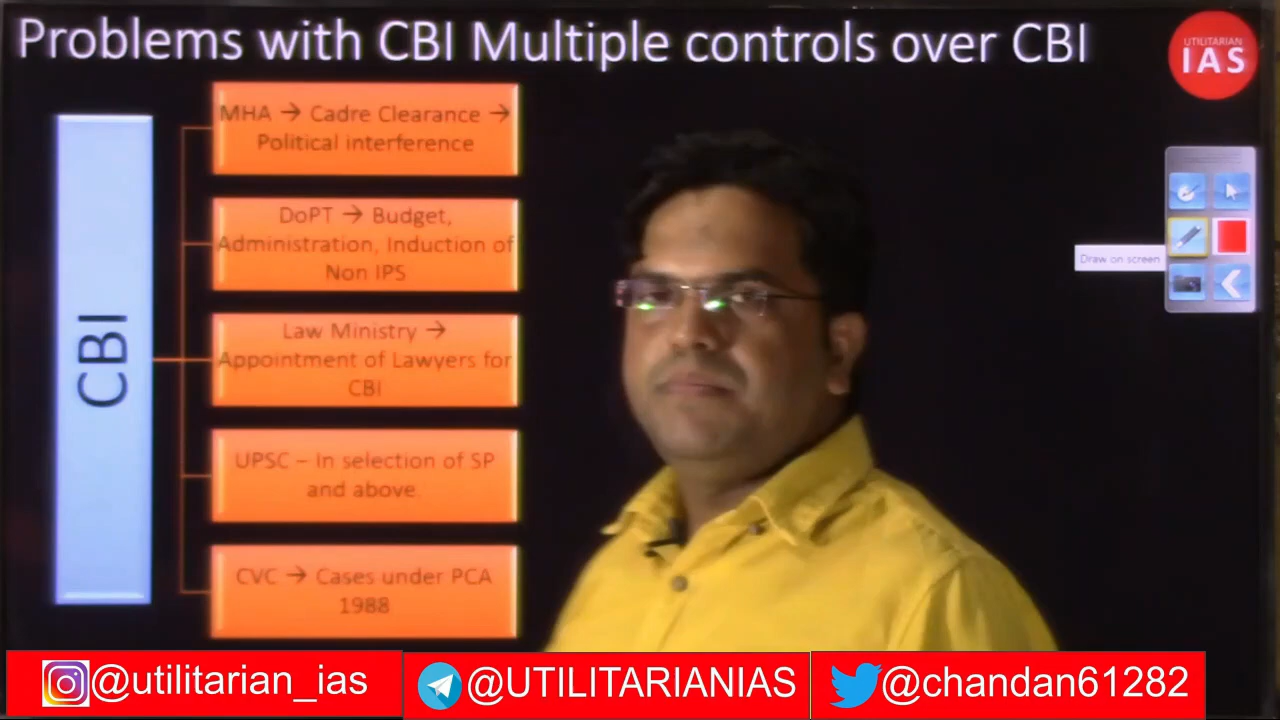 Problems with CBI Multiple controls over CBI
UTILITARIAN
IAS
CBI
MHA → Cadre Clearance →
Political interference
DoPT → Budget,
Administration, Induction of
Non IPS
Law Ministry →
Appointment of Lawyers for
CBI
UPSC – In selection of SP
and above.
CVC → Cases under PCA
1988
Draw on screen
@utilitarian_ias
@UTILITARIANIAS
@chandan61282